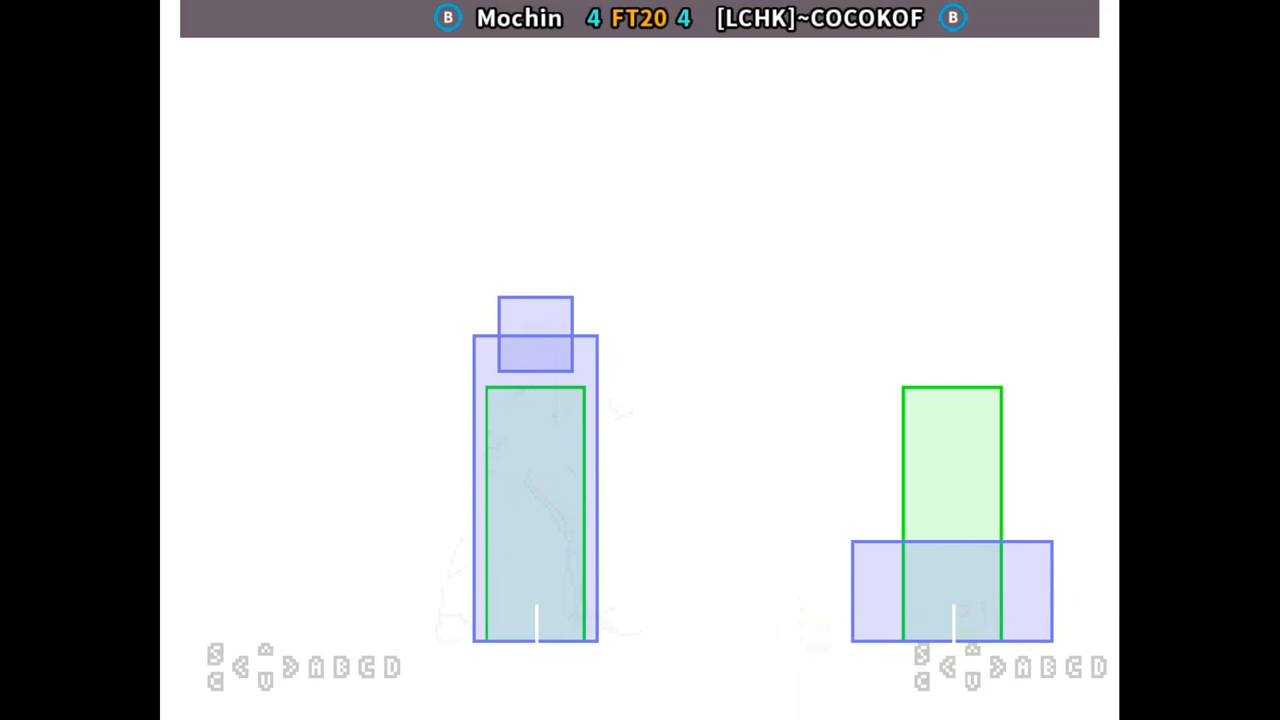 B Mochin 4 FT20 4 [LCHK]~COCOKOF B
S
C < ^ v > A B C D
S
C < ^ v > A B C D